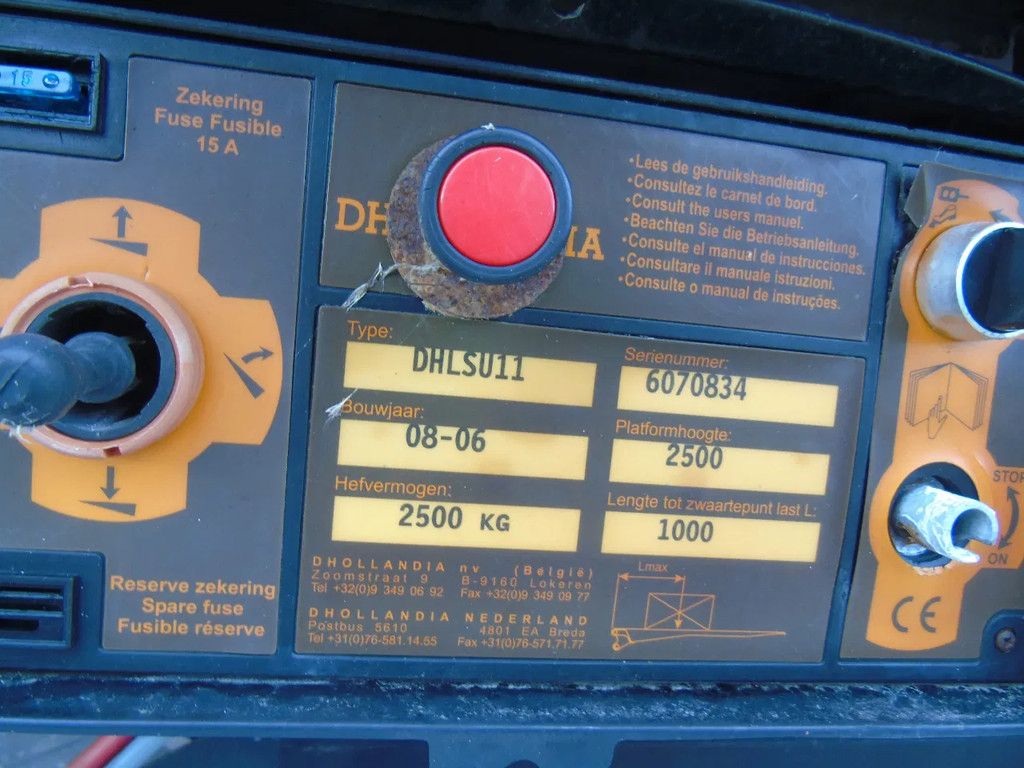 15
Zekering
Fuse Fusible
15 A
DH IA
•Lees de gebruikshandleiding.
•Consultez le carnet de bord.
•Consult the users manuel.
•Beachten Sie die Betriebsanleitung.
•Consulte el manual de instrucciones.
•Consultare il manuale istruzioni.
•Consulte o manual de instruções.
Type:
DHLSU11
Serienummer:
6070834
Bouwjaar:
08-06
Platformhoogte:
2500
Hefvermogen:
2500 KG
Lengte tot zwaartepunt last L:
1000
DHOLLANDIA nv (België)
Zoomstraat 9 B-9160 Lokeren
Tel +32(0)9 349 06 92 Fax +32(0)9 349 09 77
DHOLLANDIA NEDERLAND
Postbus 5610 4801 EA Breda
Tel +31(0)76-581.14.55 Fax +31(0)76-571.71.77
Lmax
Reserve zekering
Spare fuse
Fusible réserve
STOP
ON
CE